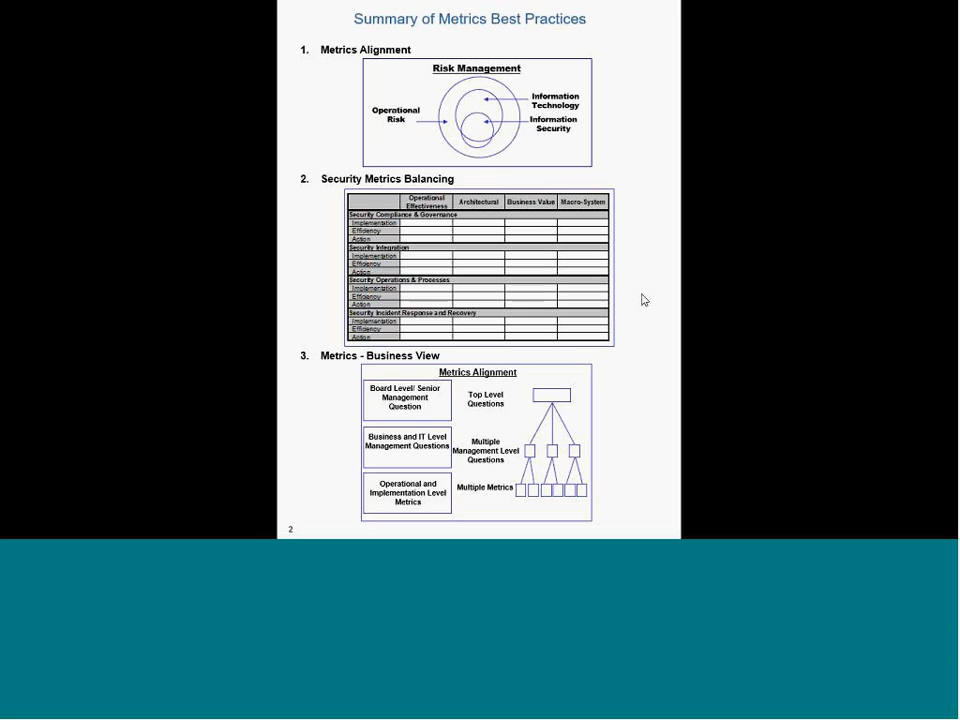 Summary of Metrics Best Practices
1. Metrics Alignment
Risk Management
Operational
Risk
Information
Technology
Information
Security
2. Security Metrics Balancing
Operational
Effectiveness
Architectural
Business Value
Macro-System
Security Compliance & Governance
Implementation
Efficiency
Action
Security Integration
Implementation
Efficiency
Action
Security Operations & Processes
Implementation
Efficiency
Action
Security Incident Response and Recovery
Implementation
Efficiency
Action
3. Metrics - Business View
Metrics Alignment
Board Level/ Senior
Management
Question
Top Level
Questions
Business and IT Level
Management Questions
Multiple
Management Level
Questions
Operational and
Implementation Level
Metrics
Multiple Metrics
2